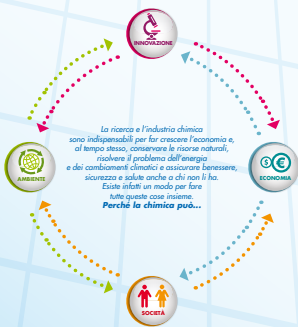 INNOVAZIONE
La ricerca e l'industria chimica
sono indispensabili per far crescere l'economia e,
al tempo stesso, conservare le risorse naturali,
risolvere il problema dell'energia
e dei cambiamenti climatici e assicurare benessere,
sicurezza e salute anche a chi non li ha.
Esiste infatti un modo per fare
tutte queste cose insieme.
Perché la chimica può...
AMBIENTE
$€
ECONOMIA
SOCIETÀ